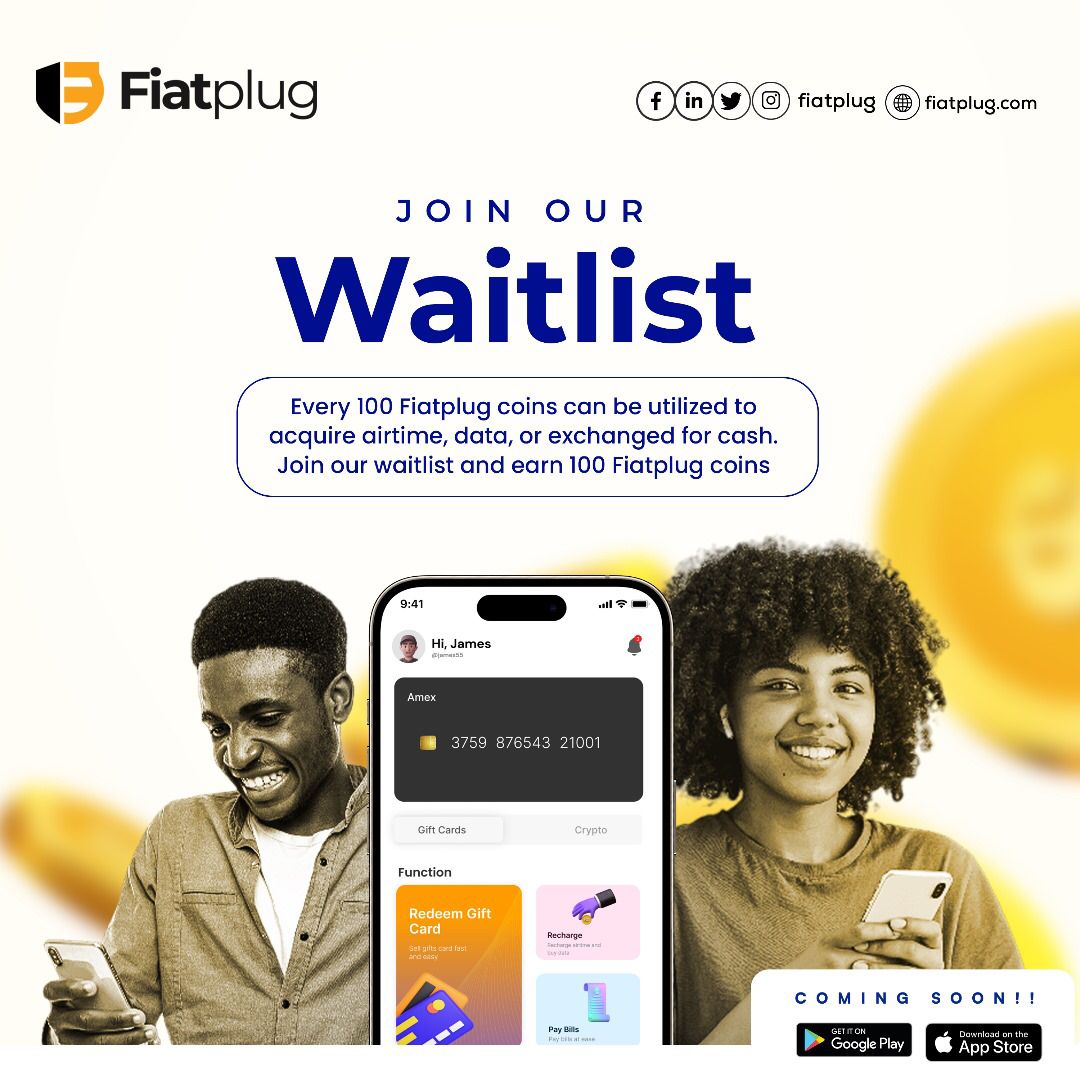 Fiatplug
fiatplug
fiatplug.com
JOIN OUR
Waitlist
Every 100 Fiatplug coins can be utilized to
acquire airtime, data, or exchanged for cash.
Join our waitlist and earn 100 Fiatplug coins
9:41
Hi, James
@james55
Amex
3759 876543 21001
Gift Cards
Crypto
Function
Redeem Gift
Card
Sell gifts card fast
and easy
Recharge
Recharge airtime and
buy data
Pay Bills
Pay bills at ease
COMING SOON!!
GET IT ON
Google Play
Download on the
App Store